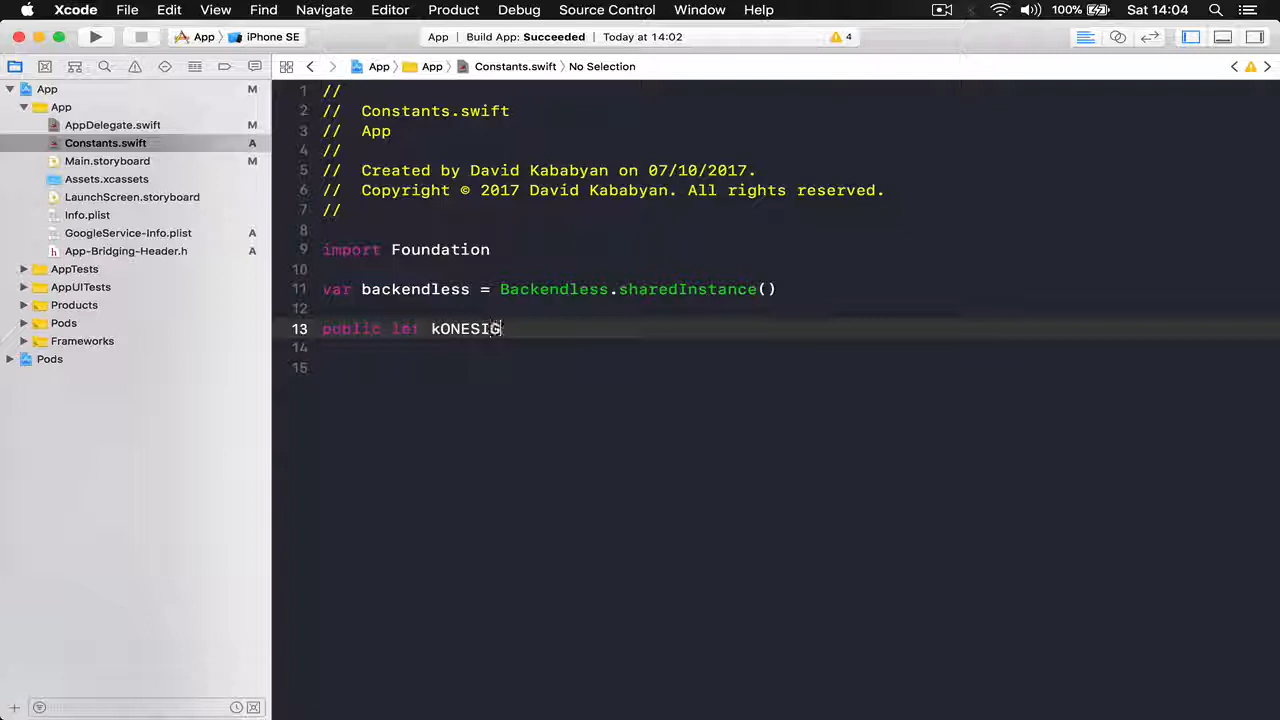 Xcode File Edit View Find Navigate Editor Product Debug Source Control Window Help 100% Sat 14:04
App iPhone SE App Build App: Succeeded Today at 14:02 4
App App Constants.swift No Selection
App M
App
AppDelegate.swift M
Constants.swift A
Main.storyboard M
Assets.xcassets
LaunchScreen.storyboard
Info.plist
GoogleService-Info.plist A
h App-Bridging-Header.h A
AppTests
AppUITests
Products
Pods
Frameworks
Pods
1 //
2 // Constants.swift
3 // App
4 //
5 // Created by David Kababyan on 07/10/2017.
6 // Copyright © 2017 David Kababyan. All rights reserved.
7 //
8
9 import Foundation
10
11 var backendless = Backendless.sharedInstance()
12
13 public let kONESIG
14
15